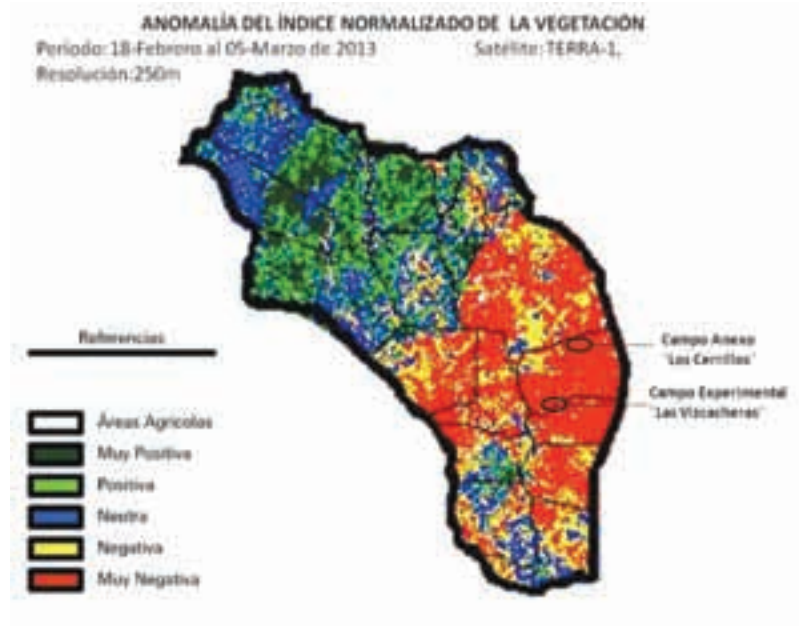 ANOMALÍA DEL ÍNDICE NORMALIZADO DE LA VEGETACIÓN
Periodo: 18-Febrero al 05-Marzo de 2013 Satélite: TERRA-1,
Resolución:250m
Referencias
Campo Anexo
"Los Cerrillos"
Campo Experimental
"Las Vizcacheras"
Áreas Agrícolas
Muy Positiva
Positiva
Neutra
Negativa
Muy Negativa